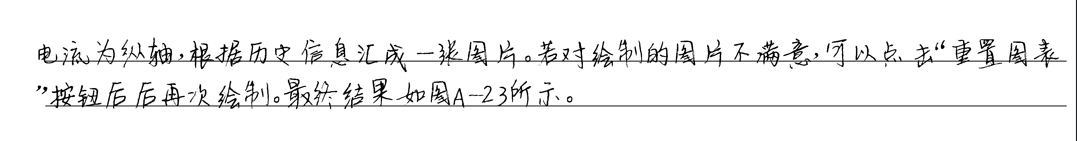 电流为纵轴，根据历史信息汇成一张图片。若对绘制的图片不满意，可以点击“重置图表
”按钮后后再次绘制。最终结果如图A-23所示。